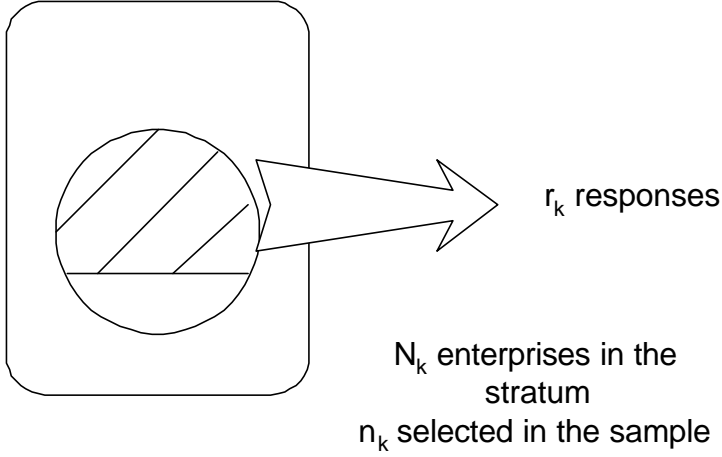 r_k responses
N_k enterprises in the
stratum
n_k selected in the sample